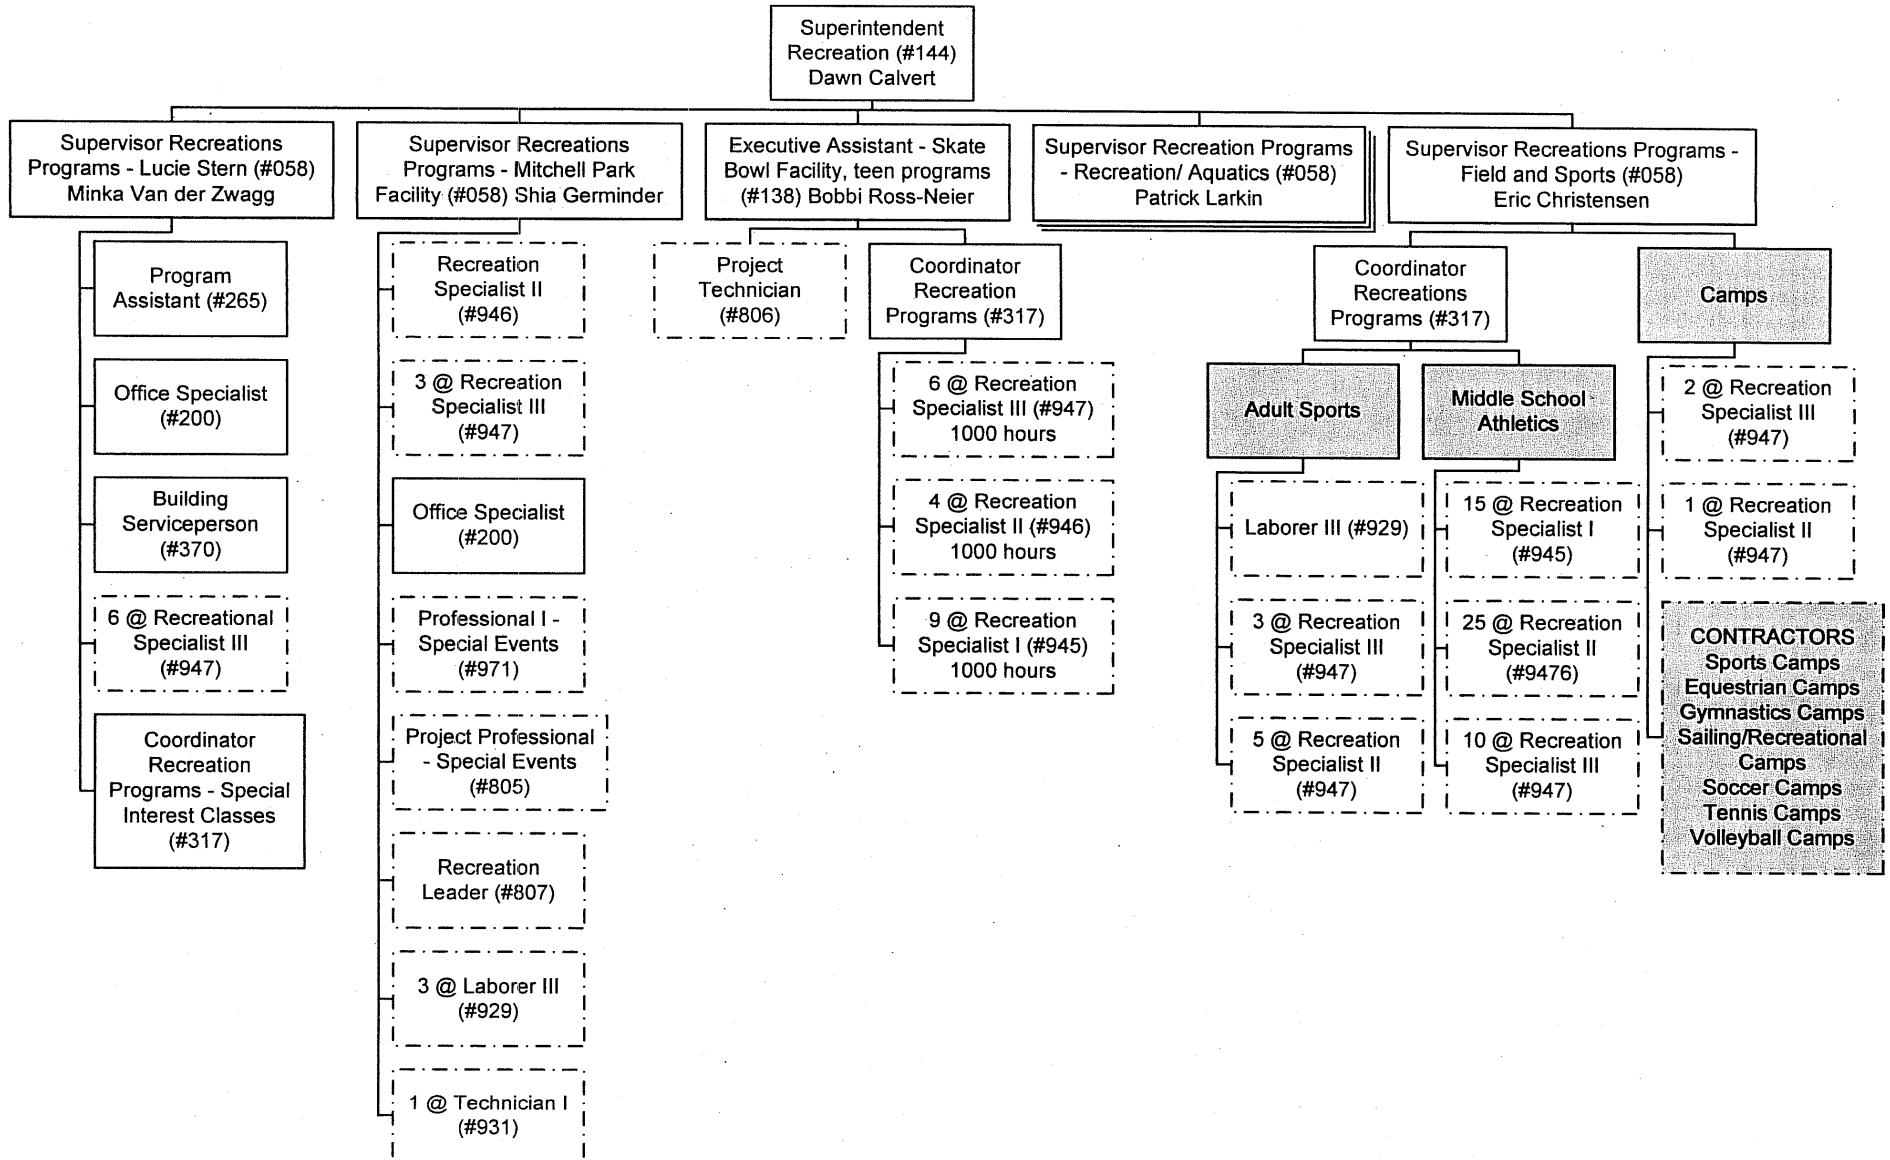 Superintendent
Recreation (#144)
Dawn Calvert
Supervisor Recreations
Programs - Lucie Stern (#058)
Minka Van der Zwagg
Program
Assistant (#265)
Office Specialist
(#200)
Building
Serviceperson
(#370)
6 @ Recreational
Specialist III
(#947)
Coordinator
Recreation
Programs - Special
Interest Classes
(#317)
Supervisor Recreations
Programs - Mitchell Park
Facility (#058) Shia Germinder
Recreation
Specialist II
(#946)
3 @ Recreation
Specialist III
(#947)
Office Specialist
(#200)
Professional I -
Special Events
(#971)
Project Professional
- Special Events
(#805)
Recreation
Leader (#807)
3 @ Laborer III
(#929)
1 @ Technician I
(#931)
Executive Assistant - Skate
Bowl Facility, teen programs
(#138) Bobbi Ross-Neier
Project
Technician
(#806)
Coordinator
Recreation
Programs (#317)
6 @ Recreation
Specialist III (#947)
1000 hours
4 @ Recreation
Specialist II (#946)
1000 hours
9 @ Recreation
Specialist I (#945)
1000 hours
Supervisor Recreation Programs
- Recreation/ Aquatics (#058)
Patrick Larkin
Supervisor Recreations Programs -
Field and Sports (#058)
Eric Christensen
Coordinator
Recreations
Programs (#317)
Adult Sports
Laborer III (#929)
3 @ Recreation
Specialist III
(#947)
5 @ Recreation
Specialist II
(#947)
Middle School
Athletics
15 @ Recreation
Specialist I
(#945)
25 @ Recreation
Specialist II
(#9476)
10 @ Recreation
Specialist III
(#947)
Camps
2 @ Recreation
Specialist III
(#947)
1 @ Recreation
Specialist II
(#947)
CONTRACTORS
Sports Camps
Equestrian Camps
Gymnastics Camps
Sailing/Recreational
Camps
Soccer Camps
Tennis Camps
Volleyball Camps